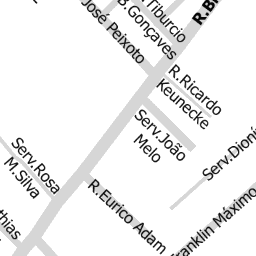 Tiburcio
B Gonçaves
José Peixoto
R.Bi
R.Ricardo
Keunecke
Serv.João
Melo
Serv.Dioni
Serv.Rosa
M.Silva
R.Eurico Adam
Franklin Máximo
thias